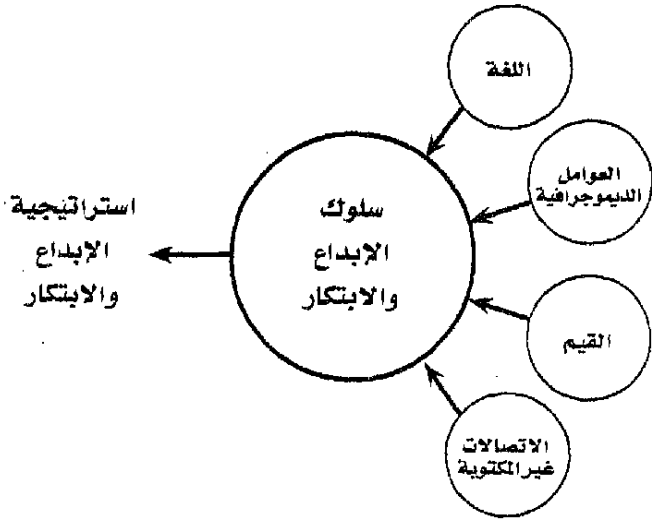 اللغة
العوامل
الديموجرافية
سلوك
الإبداع
والابتكار
استراتيجية
الإبداع
والابتكار
القيم
الاتصالات
غير المكتوبة